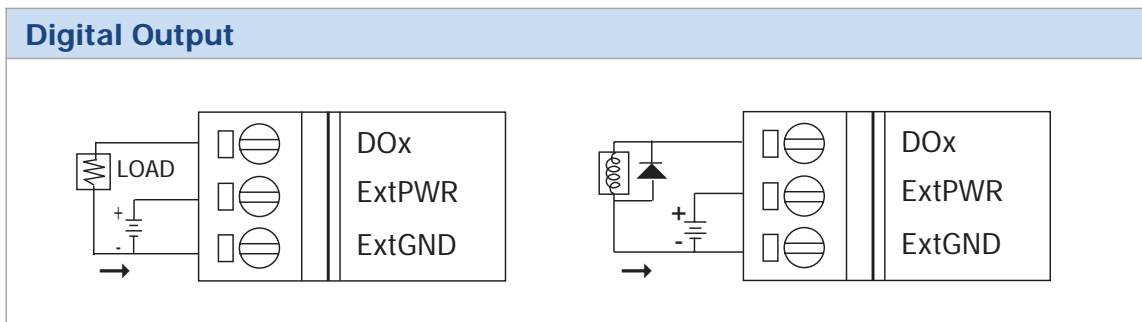 Digital Output
LOAD
+
-
DOx
ExtPWR
ExtGND
+
-
DOx
ExtPWR
ExtGND